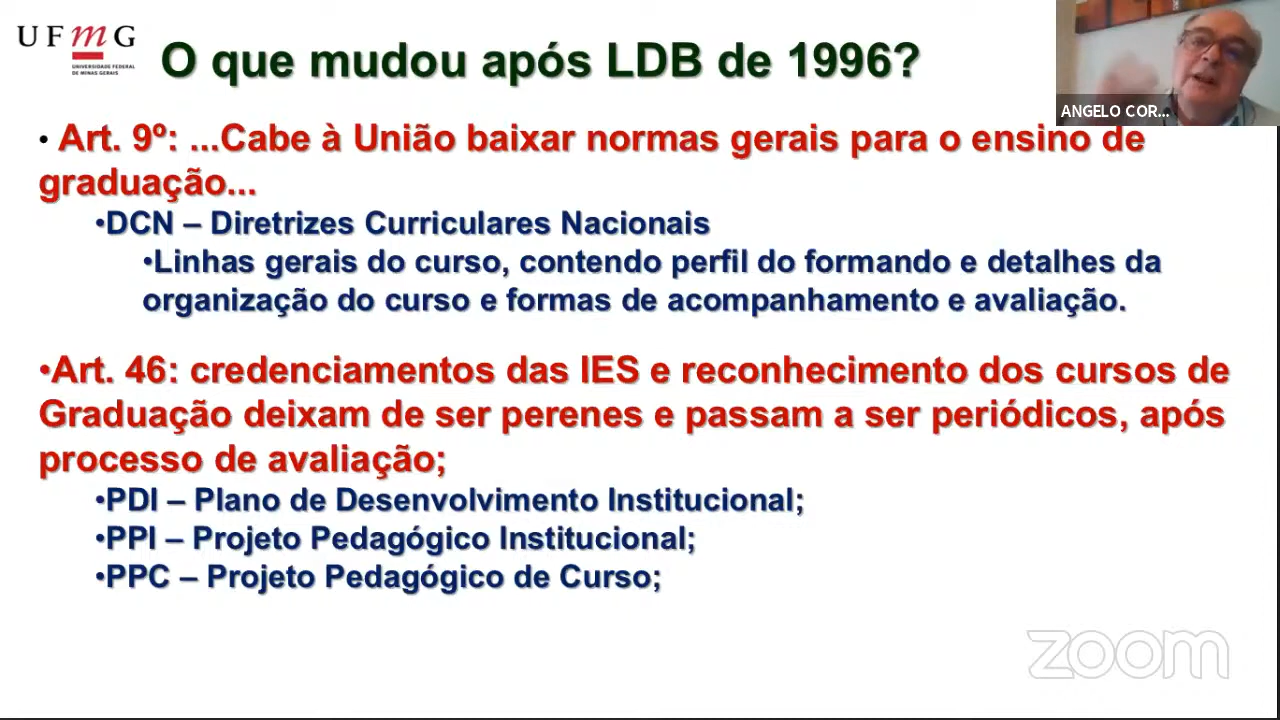 UFmG
UNIVERSIDADE FEDERAL
DE MINAS GERAIS
O que mudou após LDB de 1996?
ANGELO COR...
• Art. 9º: ...Cabe à União baixar normas gerais para o ensino de
graduação...
•DCN – Diretrizes Curriculares Nacionais
•Linhas gerais do curso, contendo perfil do formando e detalhes da
organização do curso e formas de acompanhamento e avaliação.
•Art. 46: credenciamentos das IES e reconhecimento dos cursos de
Graduação deixam de ser perenes e passam a ser periódicos, após
processo de avaliação;
•PDI – Plano de Desenvolvimento Institucional;
•PPI – Projeto Pedagógico Institucional;
•PPC – Projeto Pedagógico de Curso;
zoom